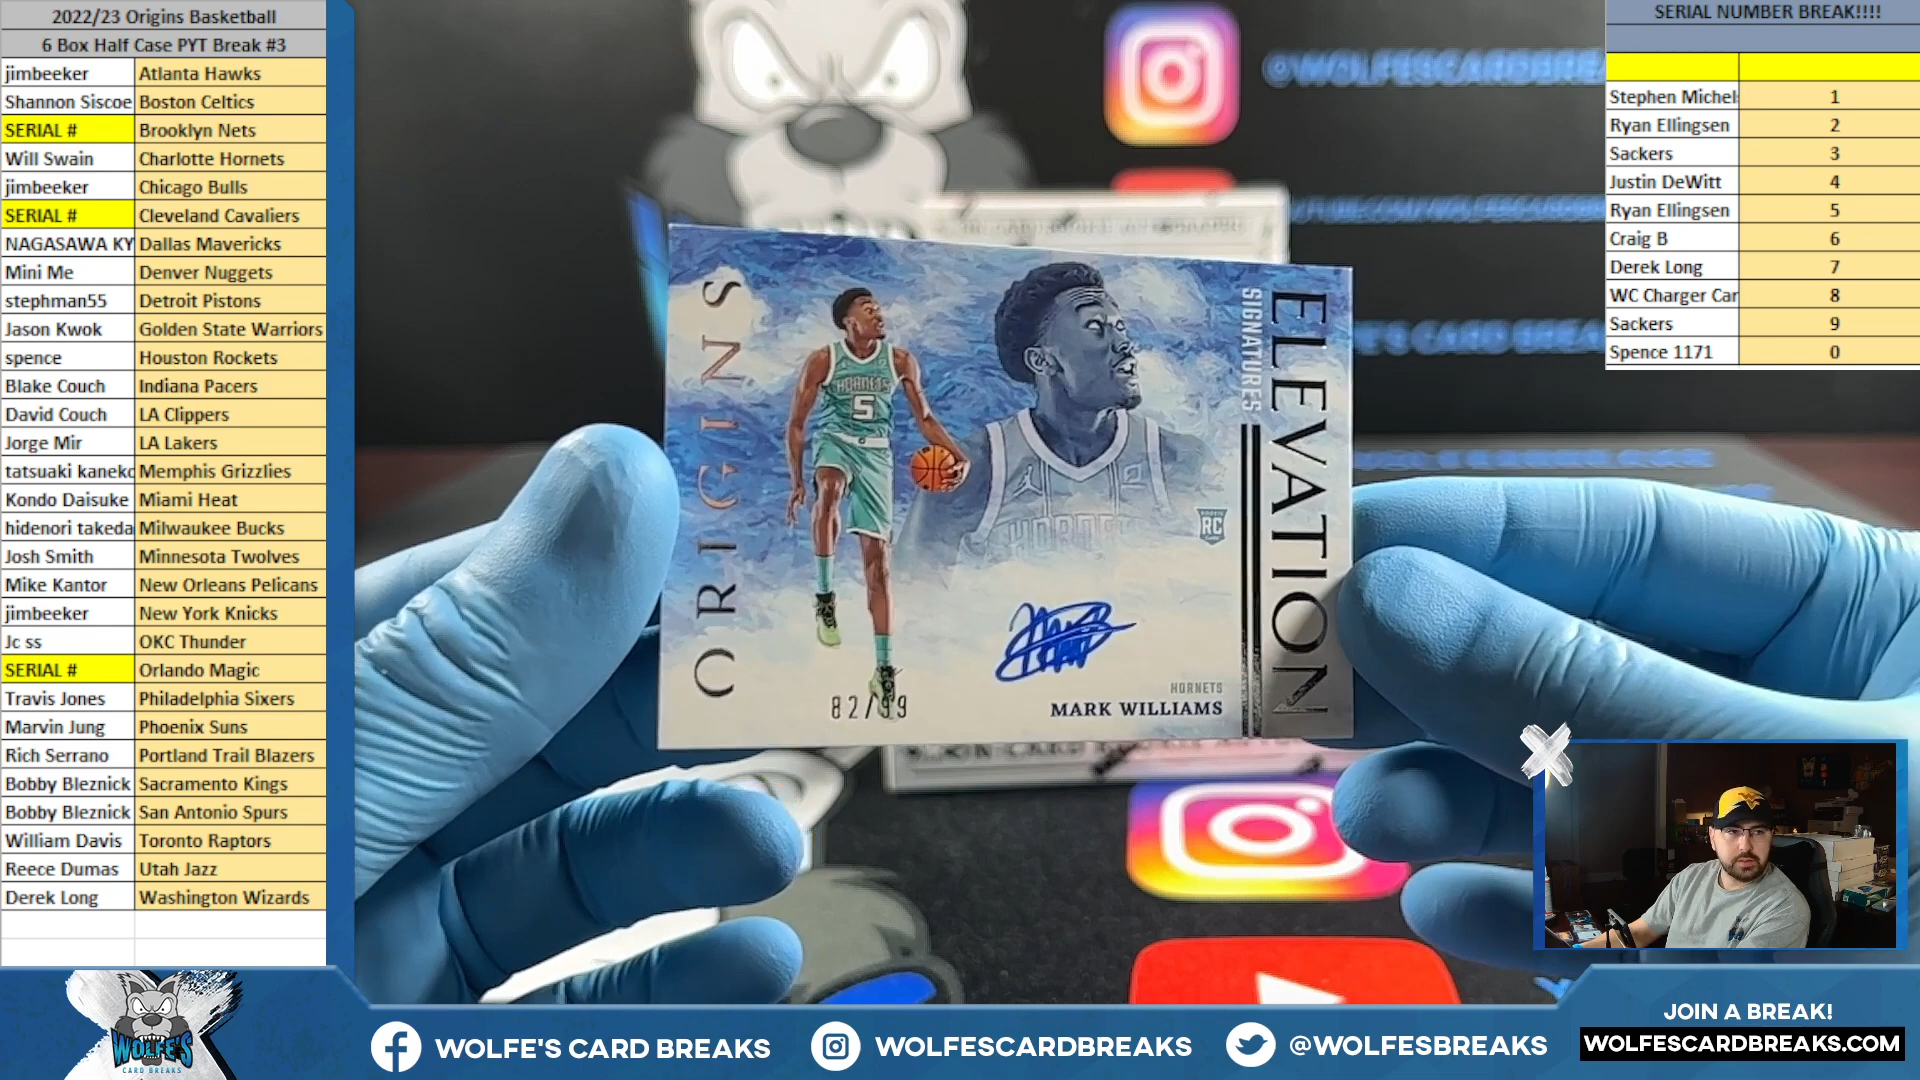 2022/23 Origins Basketball
6 Box Half Case PYT Break #3
jimbeeker Atlanta Hawks
Shannon Siscoe Boston Celtics
SERIAL # Brooklyn Nets
Will Swain Charlotte Hornets
jimbeeker Chicago Bulls
SERIAL # Cleveland Cavaliers
NAGASAWA KY Dallas Mavericks
Mini Me Denver Nuggets
stephman55 Detroit Pistons
Jason Kwok Golden State Warriors
spence Houston Rockets
Blake Couch Indiana Pacers
David Couch LA Clippers
Jorge Mir LA Lakers
tatsuaki kaneko Memphis Grizzlies
Kondo Daisuke Miami Heat
hidenori takeda Milwaukee Bucks
Josh Smith Minnesota Twolves
Mike Kantor New Orleans Pelicans
jimbeeker New York Knicks
Jc ss OKC Thunder
SERIAL # Orlando Magic
Travis Jones Philadelphia Sixers
Marvin Jung Phoenix Suns
Rich Serrano Portland Trail Blazers
Bobby Bleznick Sacramento Kings
Bobby Bleznick San Antonio Spurs
William Davis Toronto Raptors
Reece Dumas Utah Jazz
Derek Long Washington Wizards
ORIGINS
HORNETS
5
RC
82/99
HORNETS
MARK WILLIAMS
ELEVATION
SIGNATURES
SERIAL NUMBER BREAK!!!!
Stephen Michel 1
Ryan Ellingsen 2
Sackers 3
Justin DeWitt 4
Ryan Ellingsen 5
Craig B 6
Derek Long 7
WC Charger Car 8
Sackers 9
Spence 1171 0
WOLFE'S
CARD BREAKS
WOLFE'S CARD BREAKS
WOLFESCARDBREAKS
@WOLFESBREAKS
JOIN A BREAK!
WOLFESCARDBREAKS.COM